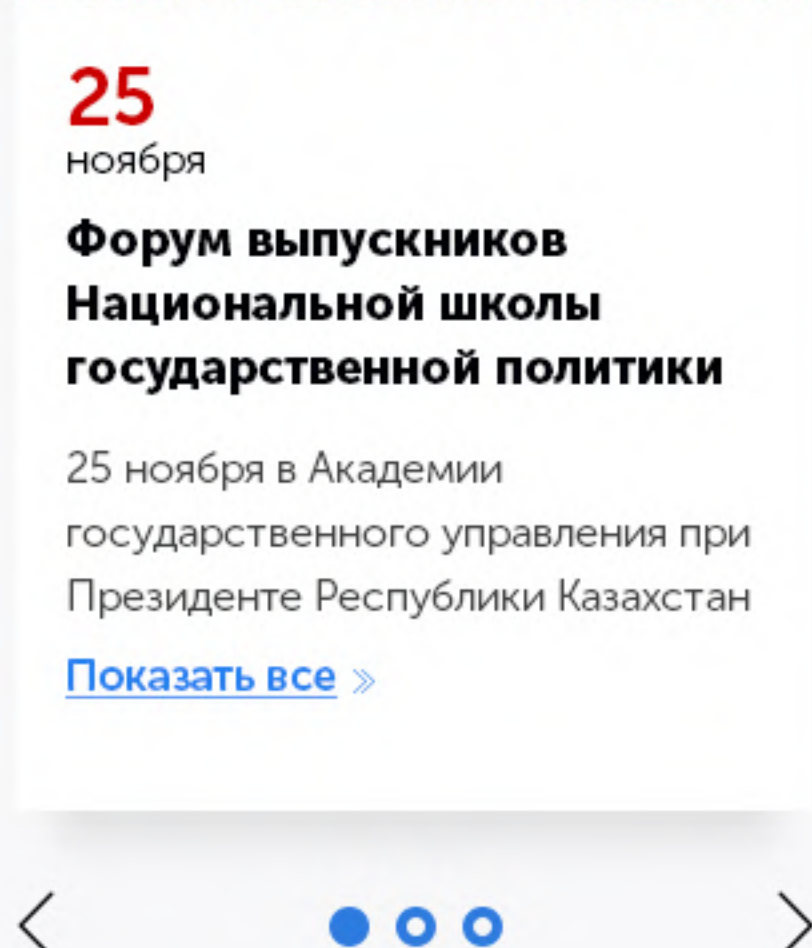 25
ноября
Форум выпускников
Национальной школы
государственной политики
25 ноября в Академии
государственного управления при
Президенте Республики Казахстан
Показать все »